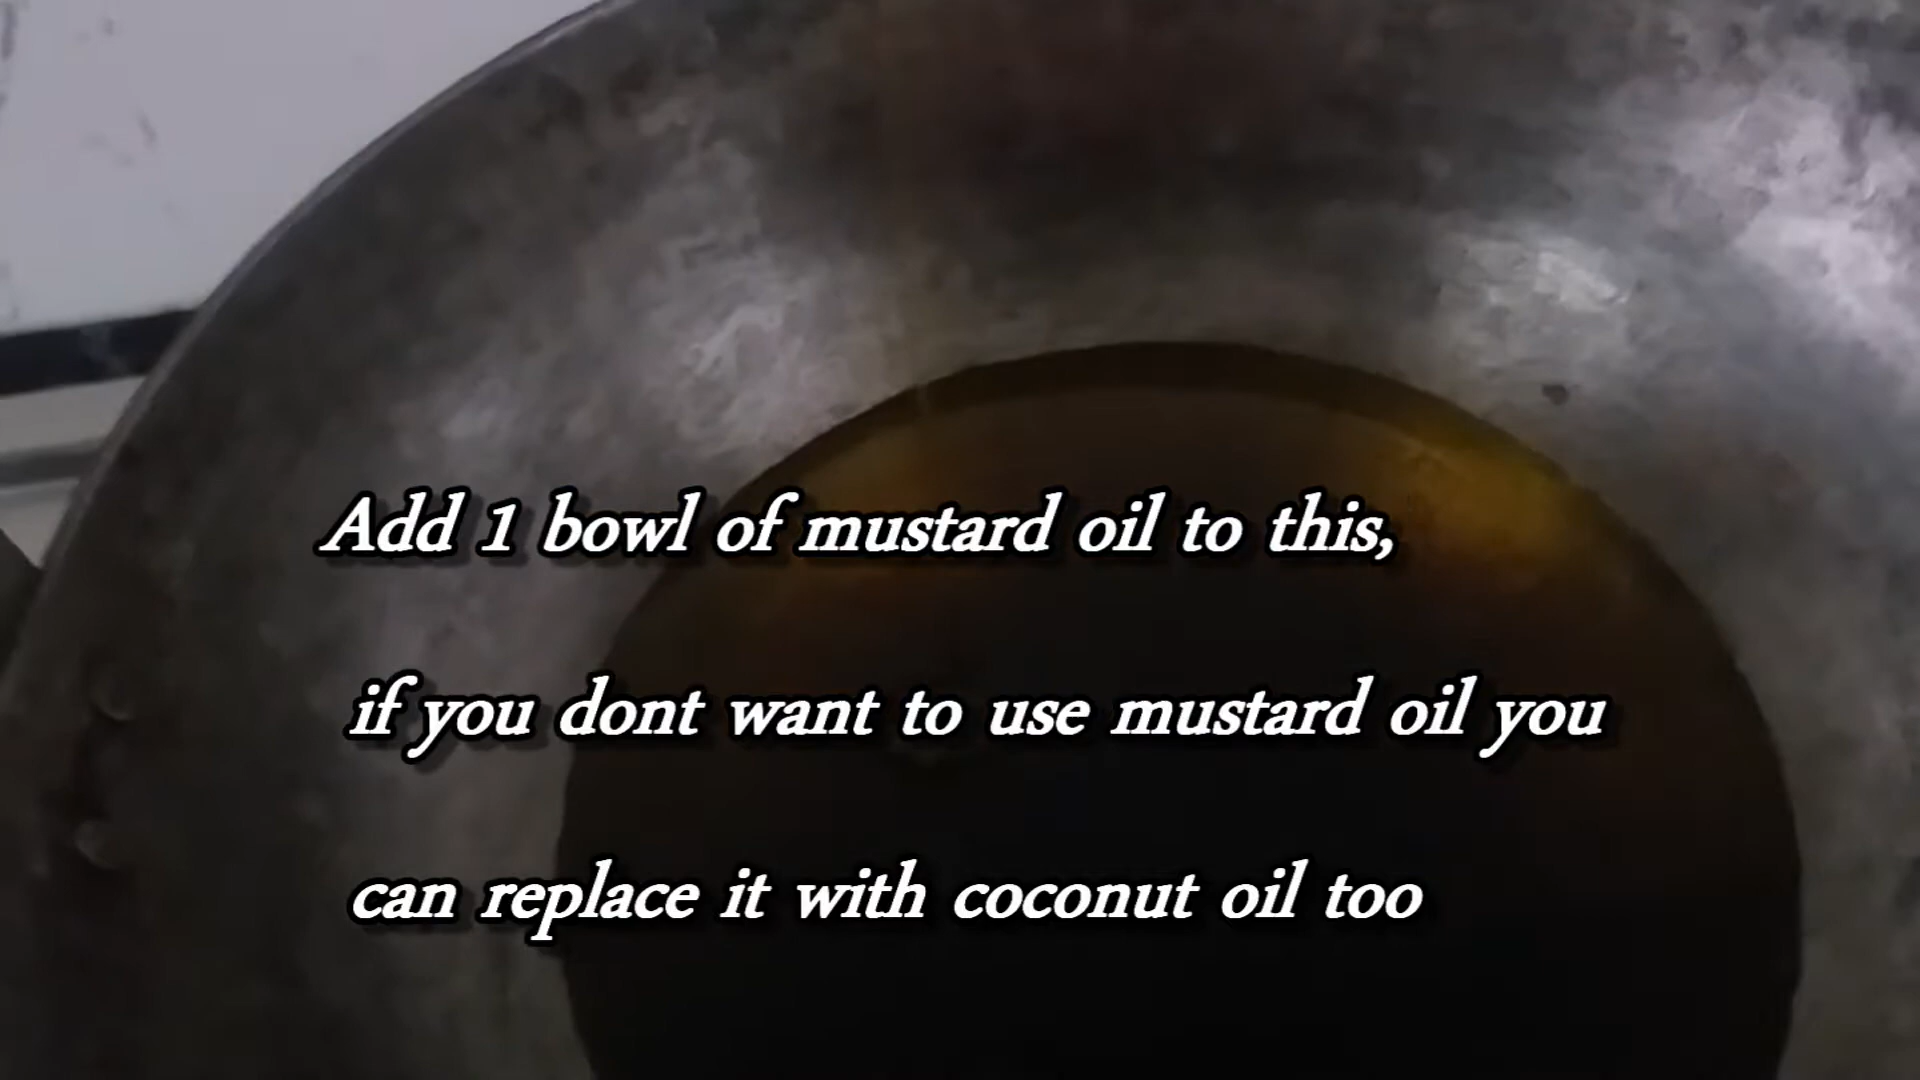 Add 1 bowl of mustard oil to this,
if you dont want to use mustard oil you
can replace it with coconut oil too